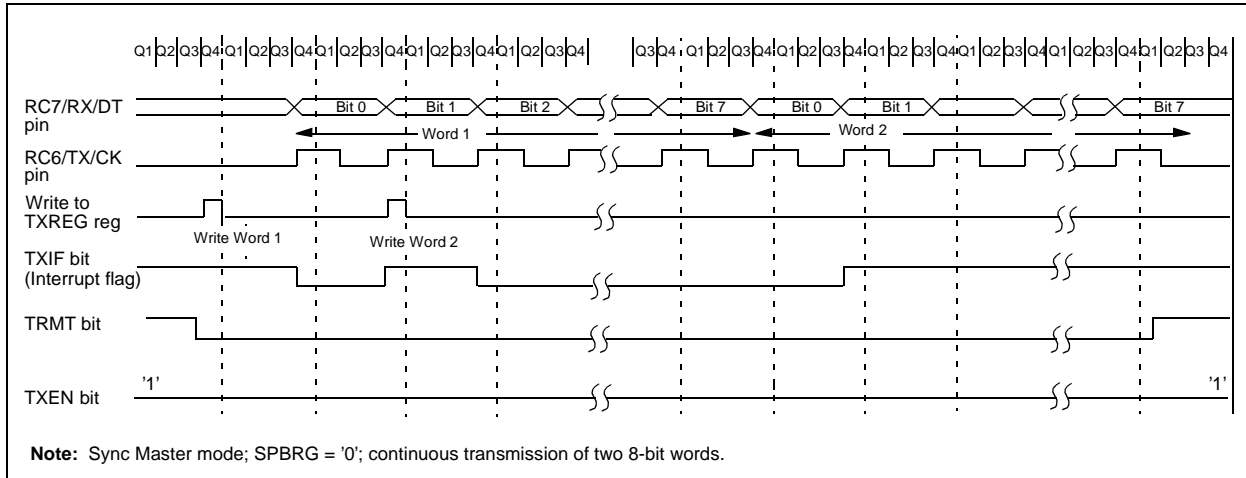 Q1 Q2 Q3 Q4 Q1 Q2 Q3 Q4 Q1 Q2 Q3 Q4 Q1 Q2 Q3 Q4 Q1 Q2 Q3 Q4 Q3 Q4 Q1 Q2 Q3 Q4 Q1 Q2 Q3 Q4 Q1 Q2 Q3 Q4 Q1 Q2 Q3 Q4 Q1 Q2 Q3 Q4 Q1 Q2 Q3 Q4
RC7/RX/DT
pin
Bit 0 Bit 1 Bit 2 Bit 7 Bit 0 Bit 1 Bit 7
Word 1 Word 2
RC6/TX/CK
pin
Write to
TXREG reg
Write Word 1 Write Word 2
TXIF bit
(Interrupt flag)
TRMT bit
TXEN bit
'1' '1'
Note: Sync Master mode; SPBRG = '0'; continuous transmission of two 8-bit words.